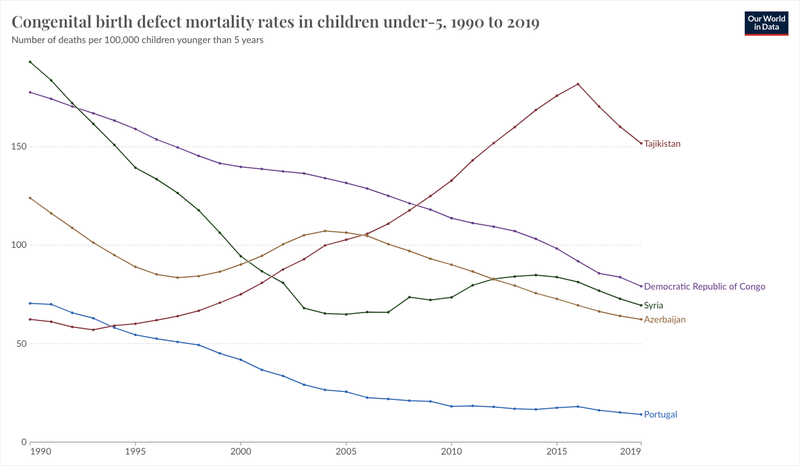 Congenital birth defect mortality rates in children under-5, 1990 to 2019
Number of deaths per 100,000 children younger than 5 years
Our World
in Data
150
100
50
0
Tajikistan
Democratic Republic of Congo
Syria
Azerbaijan
Portugal
1990
1995
2000
2005
2010
2015
2019